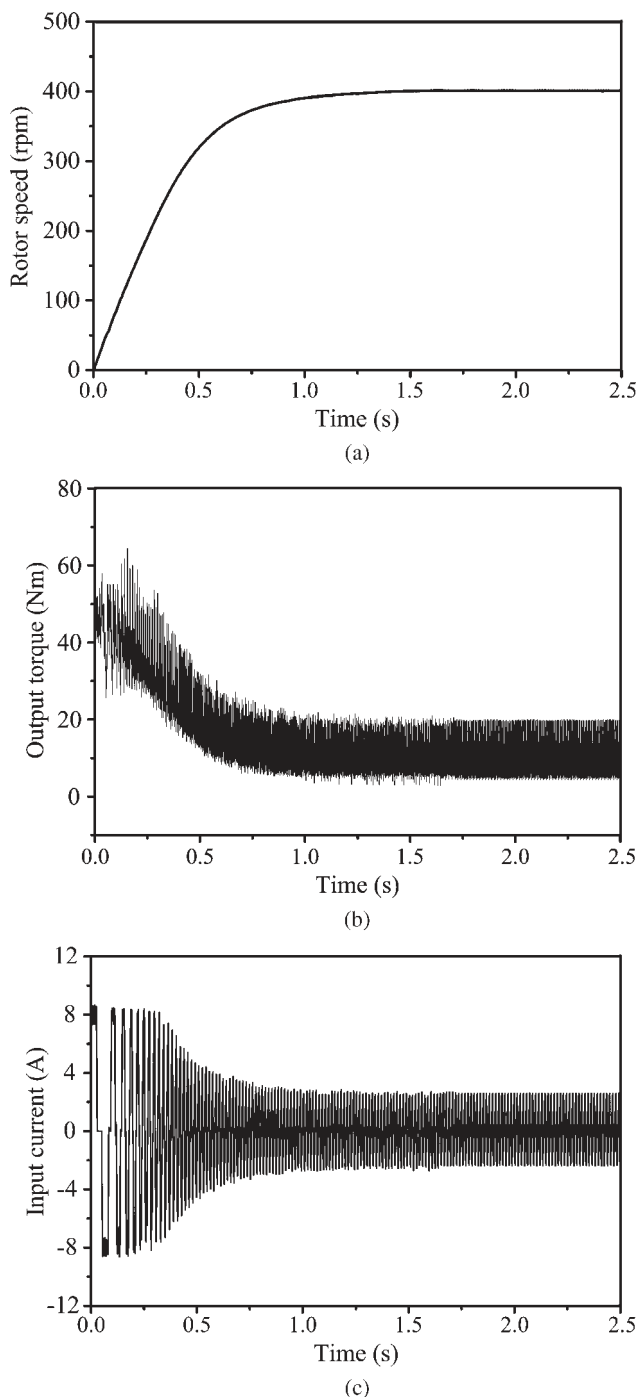 500
400
300
200
100
0
Rotor speed (rpm)
0.0 0.5 1.0 1.5 2.0 2.5
Time (s)
(a)
80
60
40
20
0
Output torque (Nm)
0.0 0.5 1.0 1.5 2.0 2.5
Time (s)
(b)
12
8
4
0
-4
-8
-12
Input current (A)
0.0 0.5 1.0 1.5 2.0 2.5
Time (s)
(c)